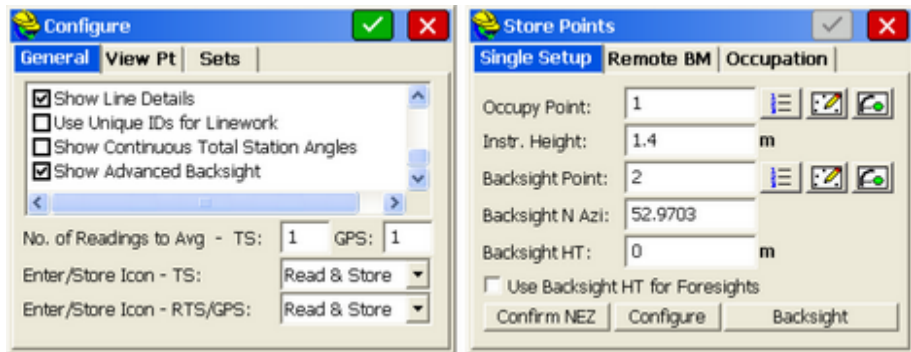 Configure
General View Pt Sets
Show Line Details
Use Unique IDs for Linework
Show Continuous Total Station Angles
Show Advanced Backsight
No. of Readings to Avg - TS: 1 GPS: 1
Enter/Store Icon - TS: Read & Store
Enter/Store Icon - RTS/GPS: Read & Store
Store Points
Single Setup Remote BM Occupation
Occupy Point: 1
Instr. Height: 1.4 m
Backsight Point: 2
Backsight N Azi: 52.9703
Backsight HT: 0 m
Use Backsight HT for Foresights
Confirm NEZ Configure Backsight